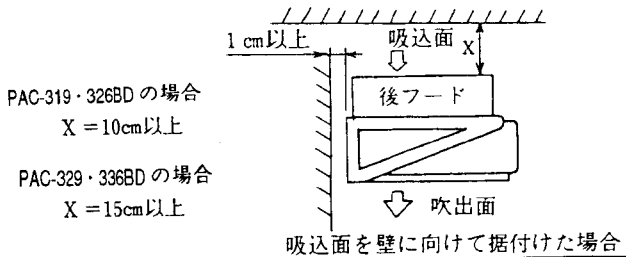 1cm以上
吸込面
X
後フード
PAC-319・326BDの場合
X=10cm以上
PAC-329・336BDの場合
X=15cm以上
吹出面
吸込面を壁に向けて据付けた場合